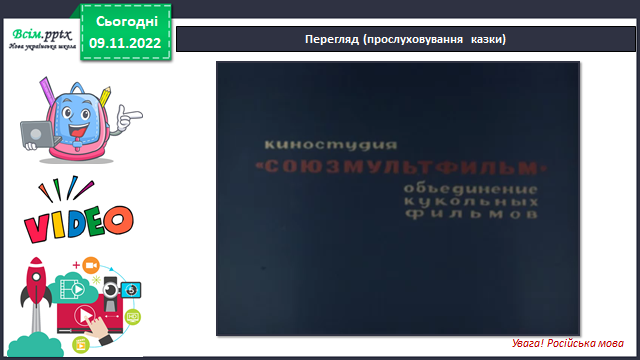 Всім.pptx
Нова українська школа
Сьогодні
09.11.2022
Перегляд (прослуховування казки)
киностудия
«СОЮЗМУЛЬТФИЛЬМ»
объединение
кукольных
фильмов
VIDEO
Увага! Російська мова